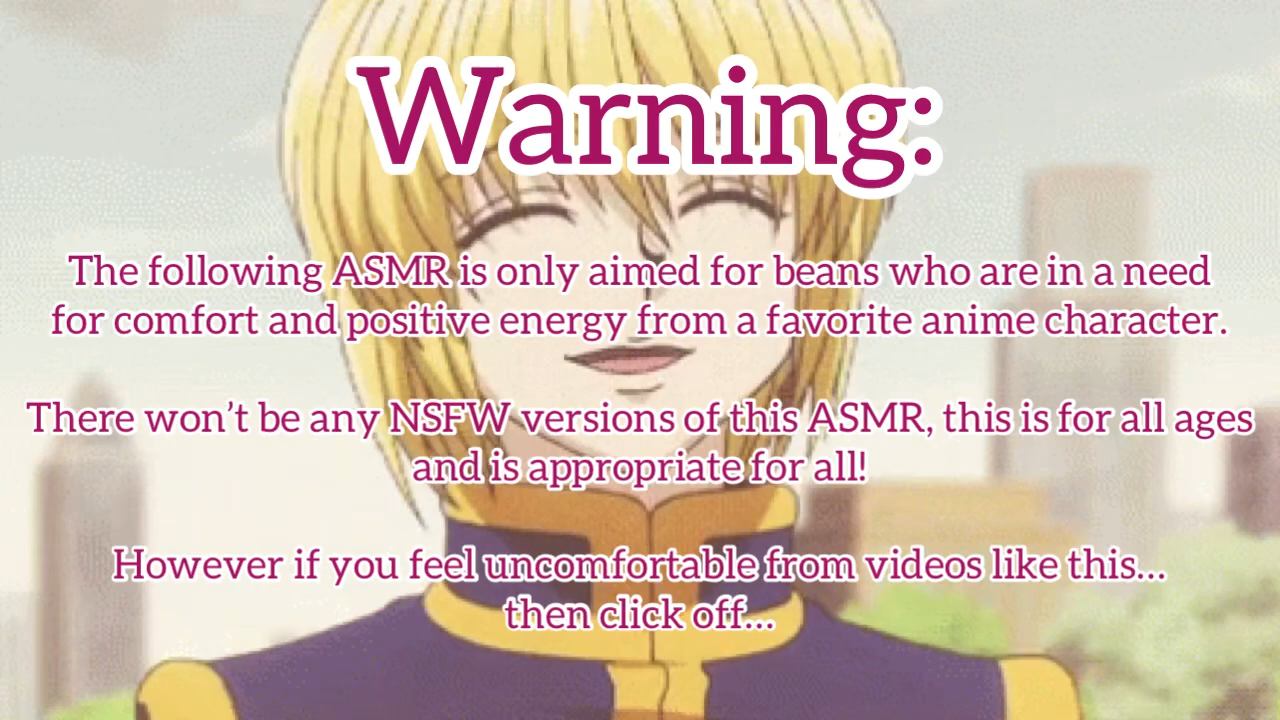 Warning:
The following ASMR is only aimed for beans who are in a need
for comfort and positive energy from a favorite anime character.
There won’t be any NSFW versions of this ASMR, this is for all ages
and is appropriate for all!
However if you feel uncomfortable from videos like this...
then click off...